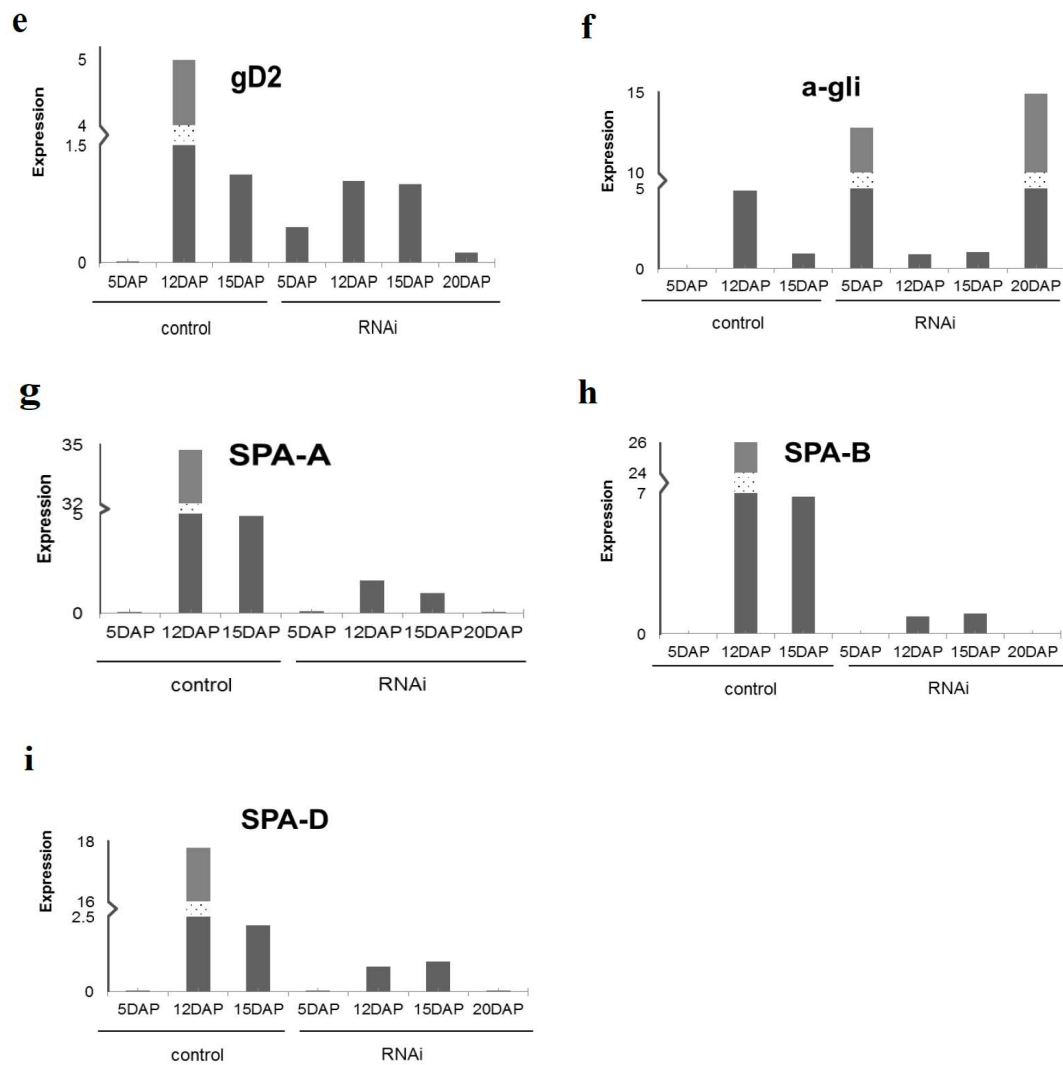 e
gD2
Expression
5
4
1.5
0
5DAP 12DAP 15DAP 5DAP 12DAP 15DAP 20DAP
control RNAi
f
a-gli
Expression
15
10
5
0
5DAP 12DAP 15DAP 5DAP 12DAP 15DAP 20DAP
control RNAi
g
SPA-A
Expression
35
32
5
0
5DAP 12DAP 15DAP 5DAP 12DAP 15DAP 20DAP
control RNAi
h
SPA-B
Expression
26
24
7
0
5DAP 12DAP 15DAP 5DAP 12DAP 15DAP 20DAP
control RNAi
i
SPA-D
Expression
18
16
2.5
0
5DAP 12DAP 15DAP 5DAP 12DAP 15DAP 20DAP
control RNAi